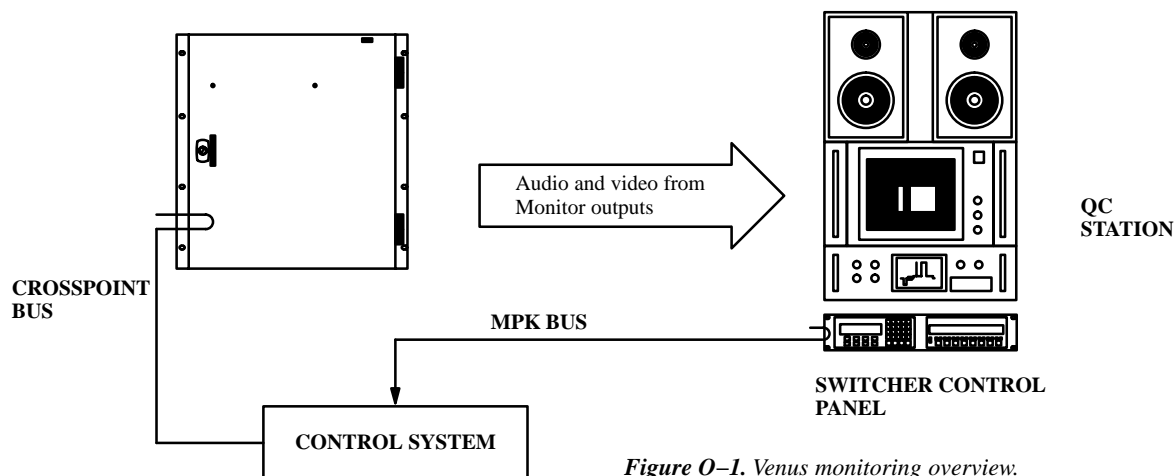 Audio and video from
Monitor outputs
QC
STATION
CROSSPOINT
BUS
MPK BUS
SWITCHER CONTROL
PANEL
CONTROL SYSTEM
Figure O–1. Venus monitoring overview.